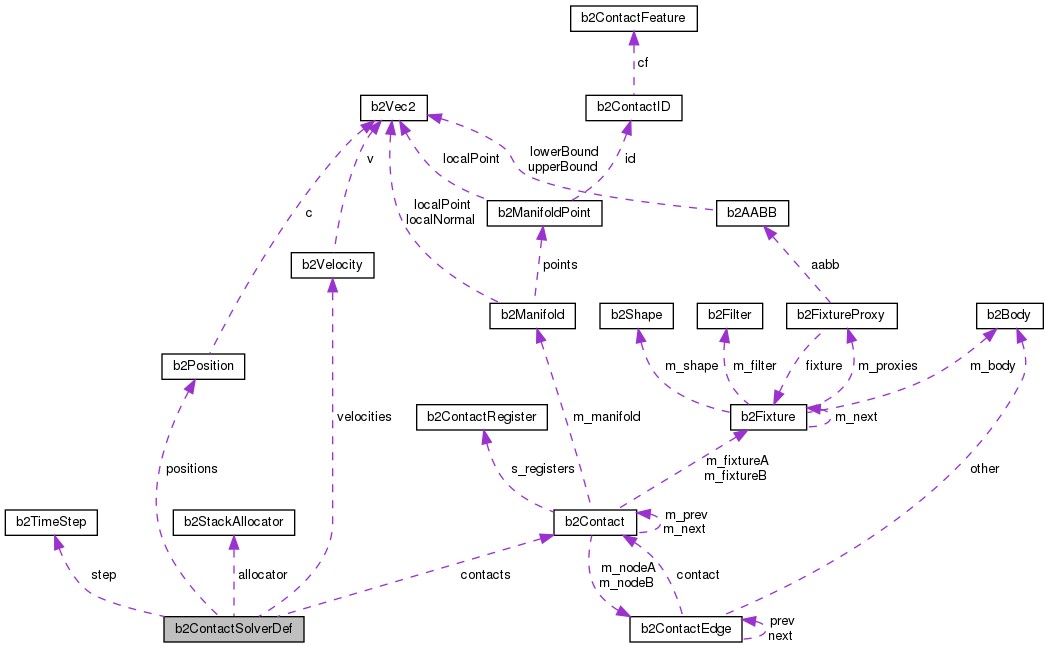 b2ContactFeature
cf
b2Vec2
b2ContactID
lowerBound
upperBound
v
localPoint
id
localPoint
localNormal
c
b2ManifoldPoint
b2AABB
b2Velocity
points
aabb
b2Manifold
b2Shape
b2Filter
b2FixtureProxy
b2Body
b2Position
m_shape
m_filter
fixture
m_proxies
m_body
velocities
b2ContactRegister
m_manifold
b2Fixture
m_next
positions
s_registers
m_fixtureA
m_fixtureB
other
b2TimeStep
b2StackAllocator
b2Contact
m_prev
m_next
step
allocator
contacts
m_nodeA
m_nodeB
contact
b2ContactSolverDef
b2ContactEdge
prev
next